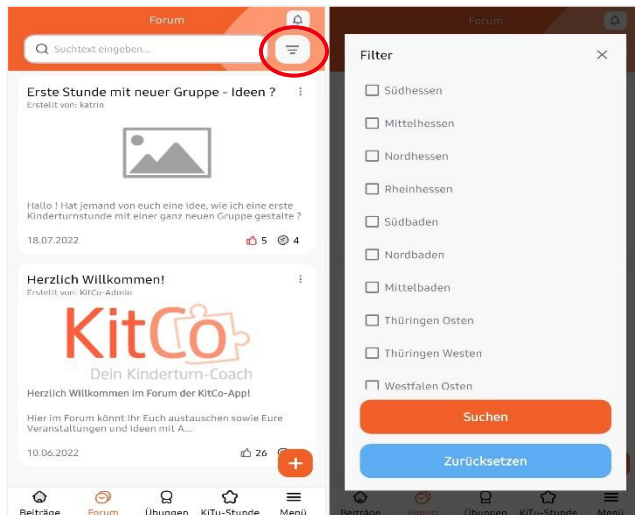 Forum
Suchtext eingeben...
Erste Stunde mit neuer Gruppe - Ideen ?
Erstellt von: katrin
Hallo ! Hat jemand von euch eine Idee, wie ich eine erste
Kinderturnstunde mit einer ganz neuen Gruppe gestalte ?
18.07.2022
5
4
Herzlich Willkommen!
Erstellt von: KitCo-Admin
KitCo
Dein Kinderturn-Coach
Herzlich Willkommen im Forum der KitCo-App!
Hier im Forum könnt Ihr Euch austauschen sowie Eure
Veranstaltungen und Ideen mit A...
10.06.2022
26
Beiträge
Forum
Übungen
KiTu-Stunde
Menü
Forum
Filter
Südhessen
Mittelhessen
Nordhessen
Rheinhessen
Südbaden
Nordbaden
Mittelbaden
Thüringen Osten
Thüringen Westen
Westfalen Osten
Suchen
Zurücksetzen
Beiträge
Forum
Übungen
KiTu-Stunde
Menü